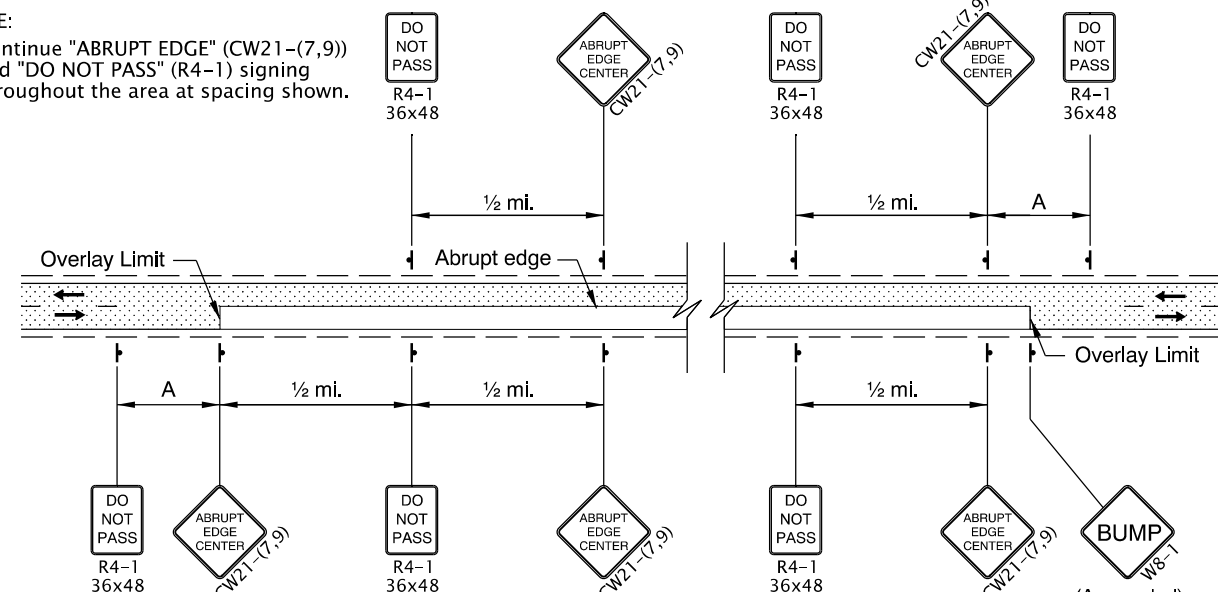 E:
ntinue "ABRUPT EDGE" (CW21-(7,9))
d "DO NOT PASS" (R4-1) signing
roughout the area at spacing shown.
DO
NOT
PASS
R4-1
36x48
ABRUPT
EDGE
CENTER
CW21-(7,9)
DO
NOT
PASS
R4-1
36x48
CW21-(7,9)
ABRUPT
EDGE
CENTER
DO
NOT
PASS
R4-1
36x48
½ mi.
½ mi.
A
Overlay Limit
Abrupt edge
Overlay Limit
A
½ mi.
½ mi.
½ mi.
DO
NOT
PASS
R4-1
36x48
ABRUPT
EDGE
CENTER
CW21-(7,9)
DO
NOT
PASS
R4-1
36x48
ABRUPT
EDGE
CENTER
CW21-(7,9)
DO
NOT
PASS
R4-1
36x48
ABRUPT
EDGE
CENTER
CW21-(7,9)
BUMP
W8-1